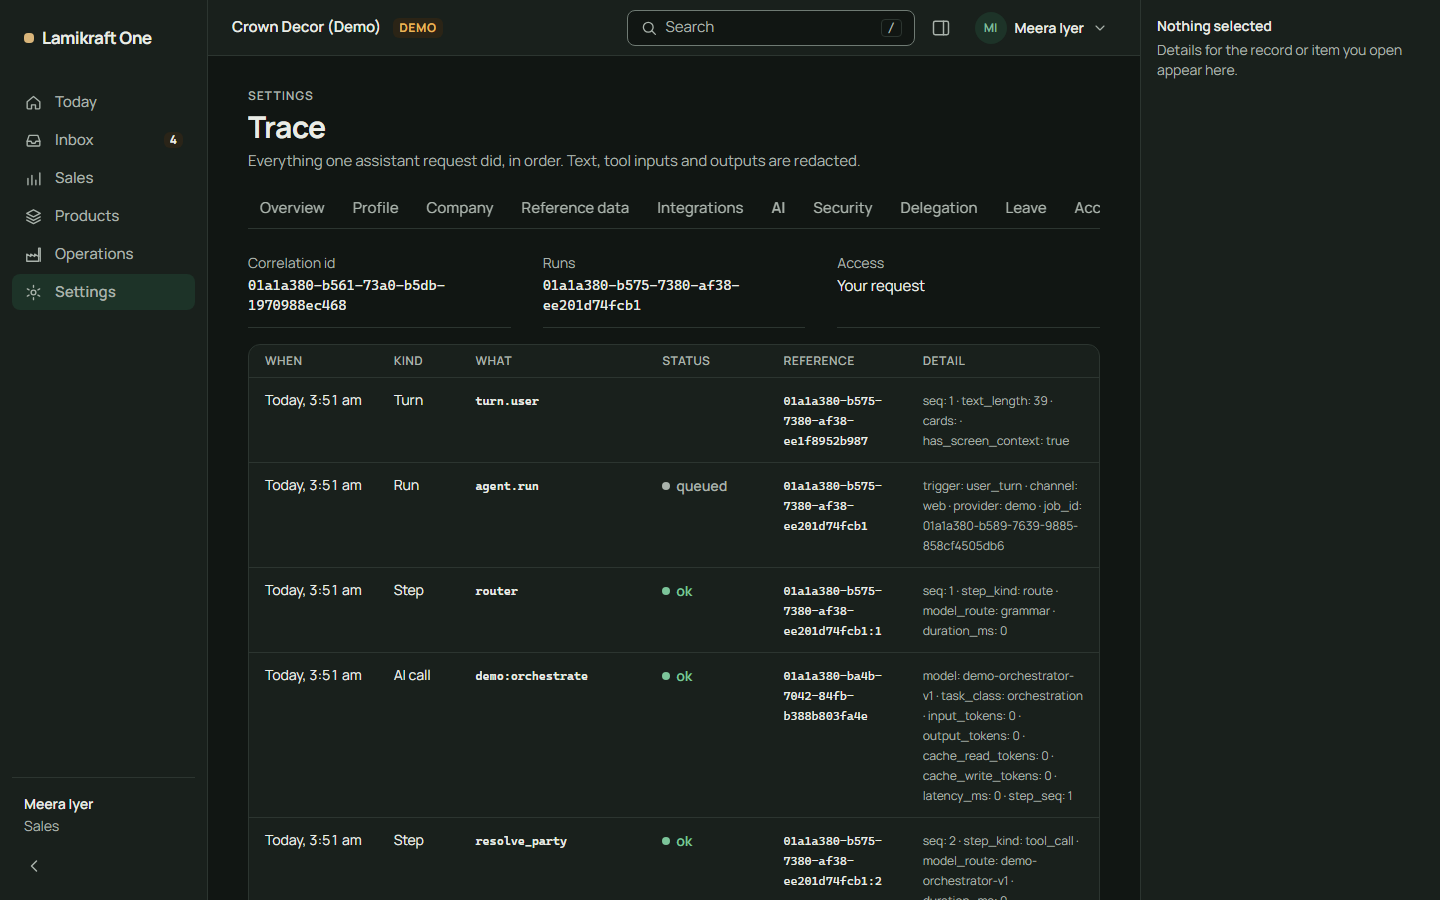 Lamikraft One
Today
Inbox 4
Sales
Products
Operations
Settings
Meera Iyer
Sales
Crown Decor (Demo) DEMO
Search /
MI Meera Iyer
SETTINGS
Trace
Everything one assistant request did, in order. Text, tool inputs and outputs are redacted.
Overview Profile Company Reference data Integrations AI Security Delegation Leave Acc
Correlation id
01a1a380-b561-73a0-b5db-
1970988ec468
Runs
01a1a380-b575-7380-af38-
ee201d74fcb1
Access
Your request
WHEN KIND WHAT STATUS REFERENCE DETAIL
Today, 3:51 am Turn turn.user
01a1a380-b575-
7380-af38-
ee1f8952b987
seq: 1 · text_length: 39 ·
cards: ·
has_screen_context: true
Today, 3:51 am Run agent.run queued
01a1a380-b575-
7380-af38-
ee201d74fcb1
trigger: user_turn · channel:
web · provider: demo · job_id:
01a1a380-b589-7639-9885-
858cf4505db6
Today, 3:51 am Step router ok
01a1a380-b575-
7380-af38-
ee201d74fcb1:1
seq: 1 · step_kind: route ·
model_route: grammar ·
duration_ms: 0
Today, 3:51 am AI call demo:orchestrate ok
01a1a380-ba4b-
7042-84fb-
b388b803fa4e
model: demo-orchestrator-
v1 · task_class: orchestration
· input_tokens: 0 ·
output_tokens: 0 ·
cache_read_tokens: 0 ·
cache_write_tokens: 0 ·
latency_ms: 0 · step_seq: 1
Today, 3:51 am Step resolve_party ok
01a1a380-b575-
7380-af38-
ee201d74fcb1:2
seq: 2 · step_kind: tool_call ·
model_route: demo-
orchestrator-v1 ·
duration_ms: 0
Nothing selected
Details for the record or item you open
appear here.